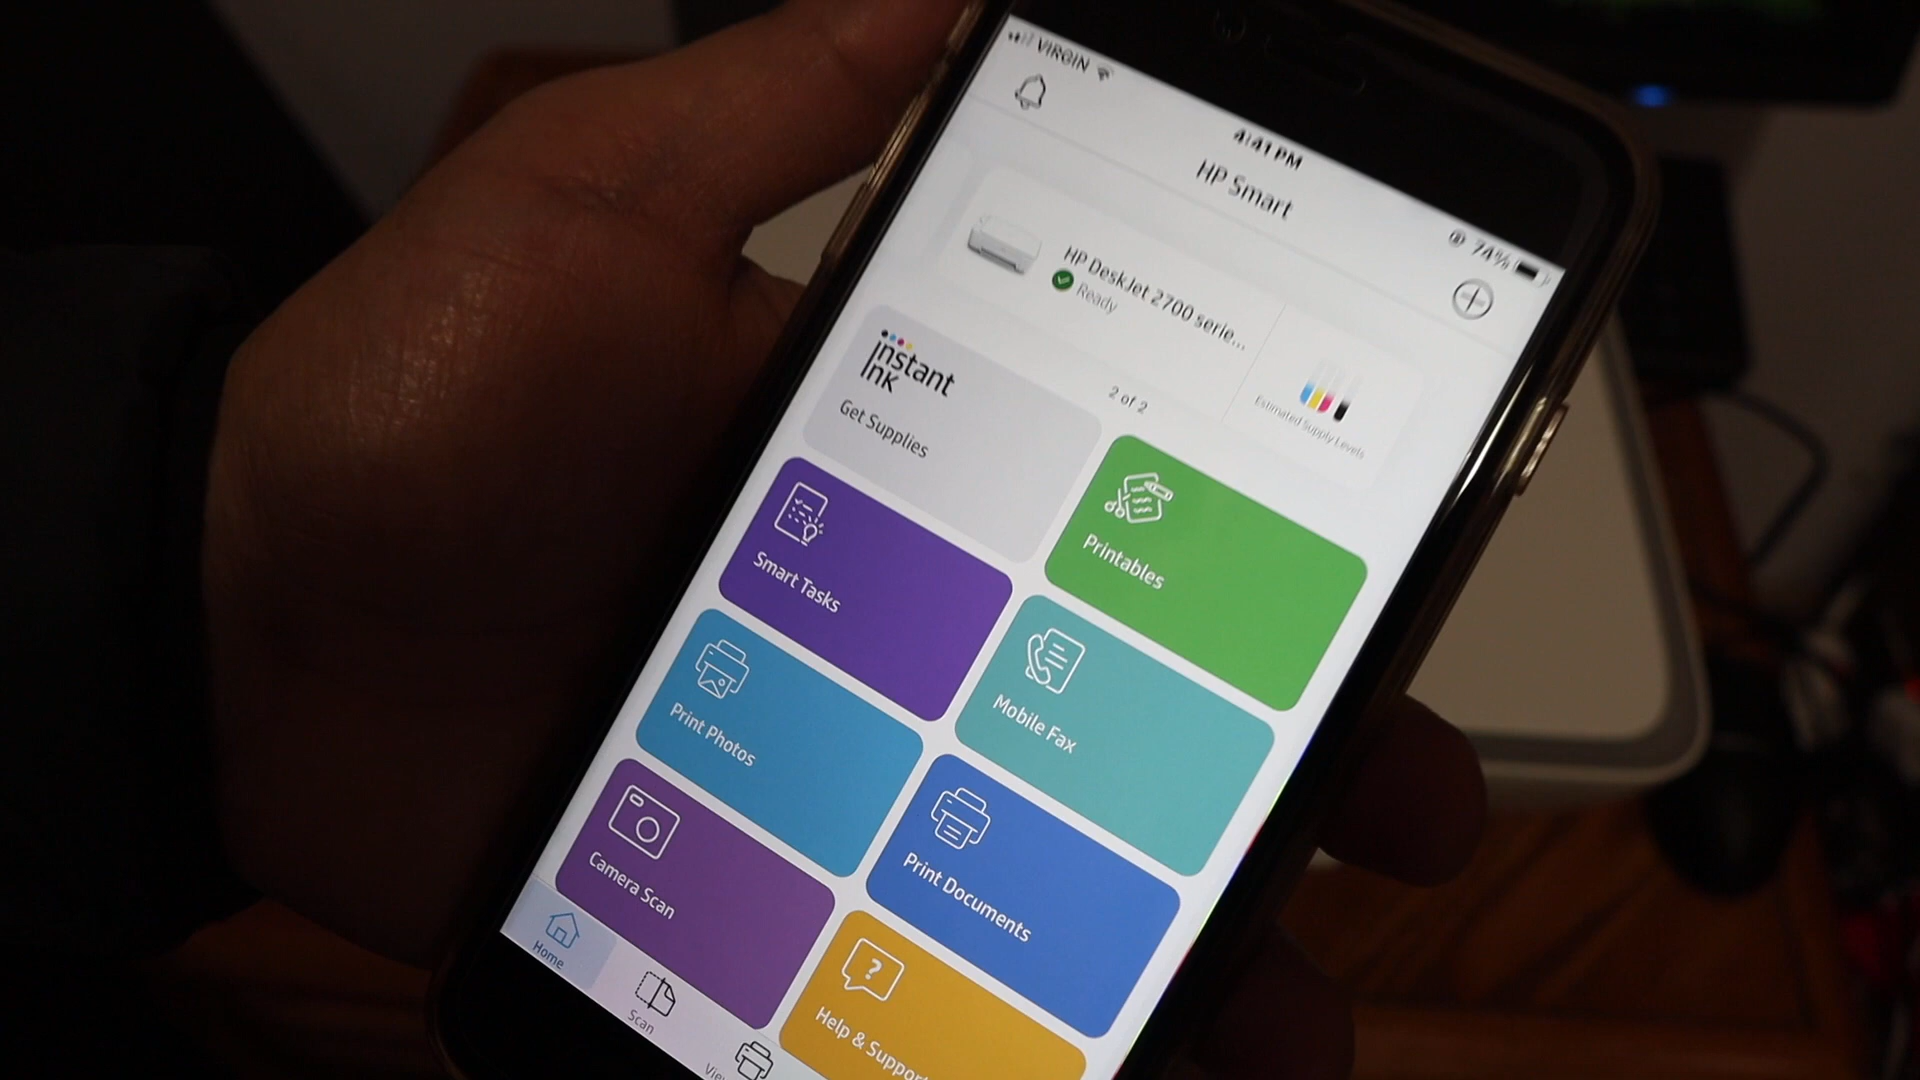 VIRGIN
4:41 PM
74%
HP Smart
HP DeskJet 2700 serie...
Ready
Estimated Supply Levels
2 of 2
Instant
Ink
Get Supplies
Printables
Smart Tasks
Mobile Fax
Print Photos
Print Documents
Camera Scan
Help & Support
Home
Scan